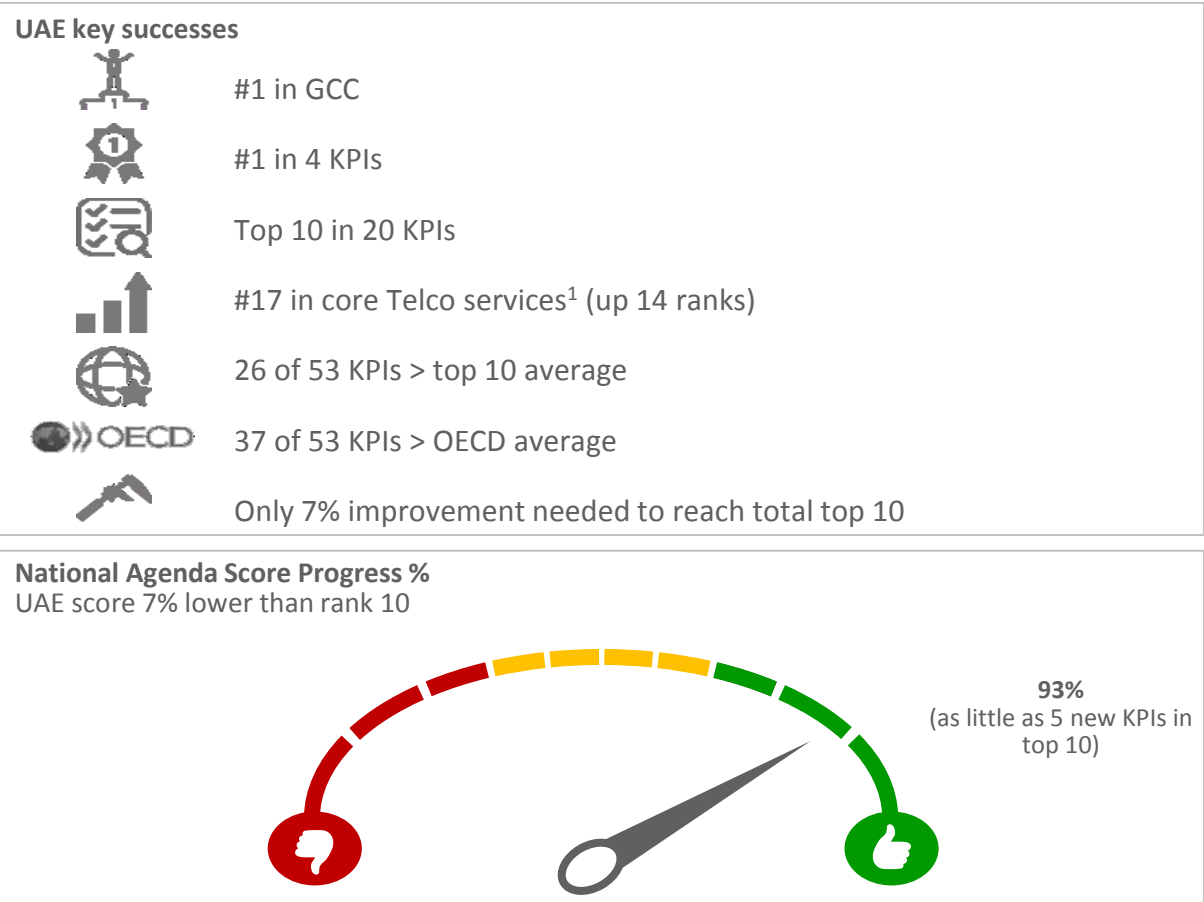 UAE key successes
1
#1 in GCC
1
#1 in 4 KPIs
Top 10 in 20 KPIs
#17 in core Telco services¹ (up 14 ranks)
26 of 53 KPIs > top 10 average
OECD
37 of 53 KPIs > OECD average
Only 7% improvement needed to reach total top 10
National Agenda Score Progress %
UAE score 7% lower than rank 10
93%
(as little as 5 new KPIs in
top 10)